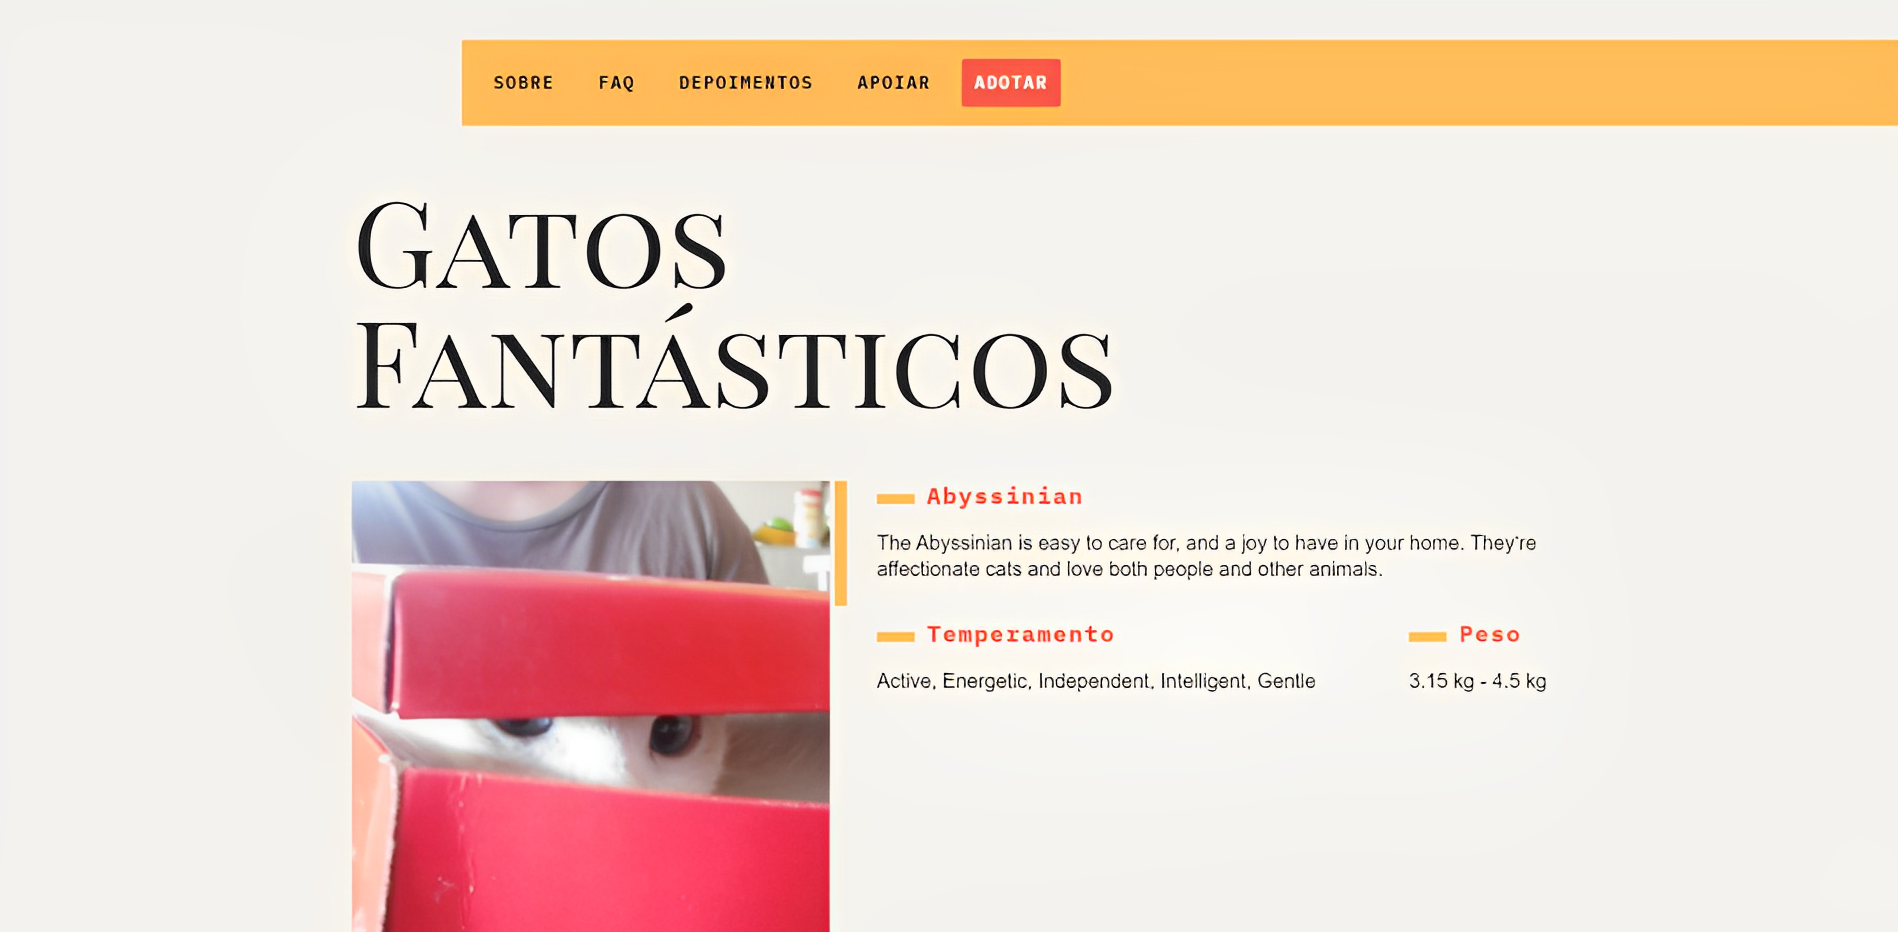 SOBRE FAQ DEPOIMENTOS APOIAR ADOTAR
GATOS
FANTÁSTICOS
Abyssinian
The Abyssinian is easy to care for, and a joy to have in your home. They're
affectionate cats and love both people and other animals.
Temperamento
Active, Energetic, Independent, Intelligent, Gentle
Peso
3.15 kg - 4.5 kg